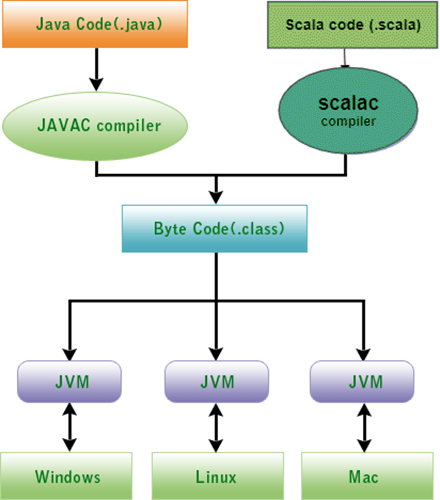 Java Code(.java)
Scala code (.scala)
JAVAC compiler
scalac
compiler
Byte Code(.class)
JVM
JVM
JVM
Windows
Linux
Mac